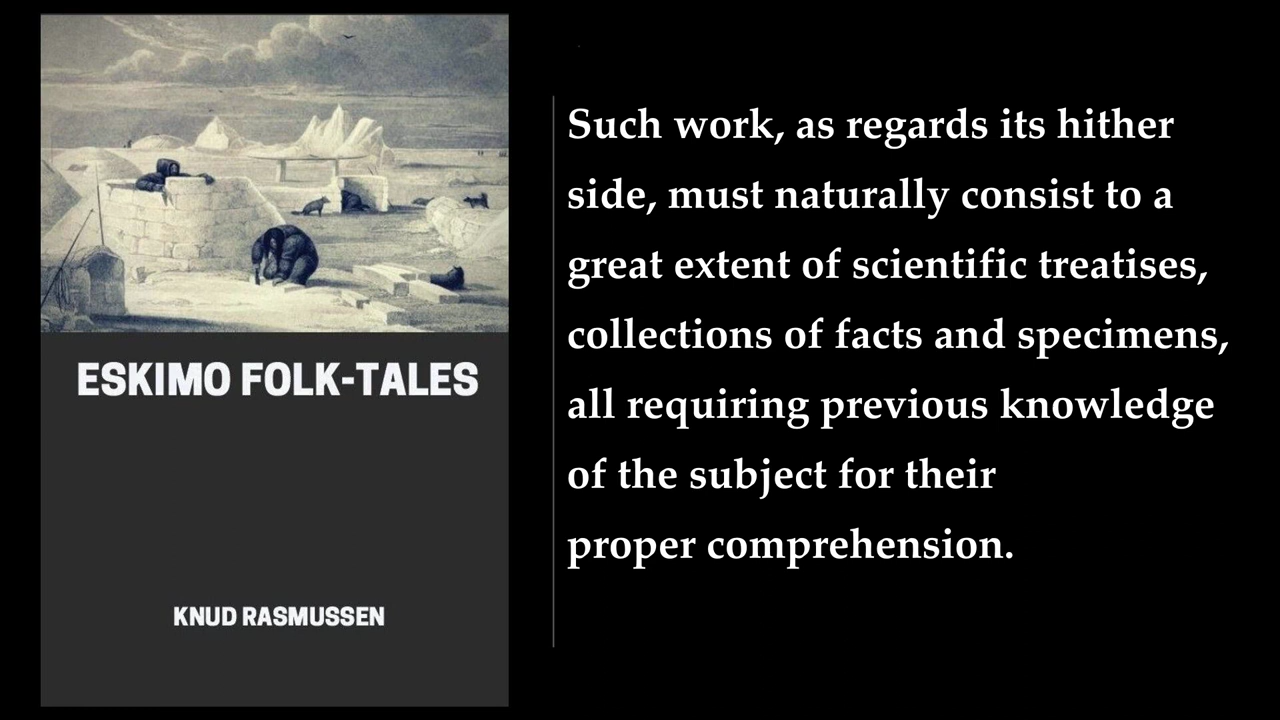 ESKIMO FOLK-TALES
KNUD RASMUSSEN
Such work, as regards its hither
side, must naturally consist to a
great extent of scientific treatises,
collections of facts and specimens,
all requiring previous knowledge
of the subject for their
proper comprehension.